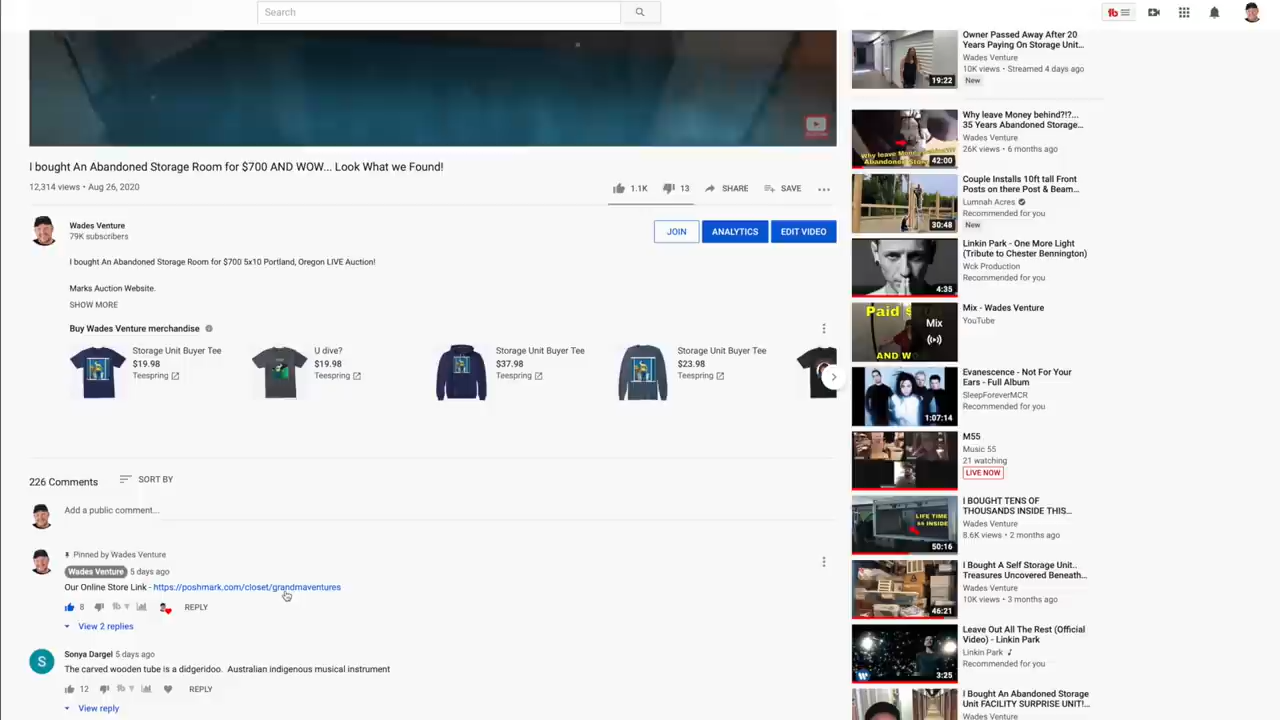 Search
I bought An Abandoned Storage Room for $700 AND WOW... Look What we Found!
12,314 views • Aug 26, 2020
1.1K
13
SHARE
SAVE
Wades Venture
79K subscribers
JOIN
ANALYTICS
EDIT VIDEO
I bought An Abandoned Storage Room for $700 5x10 Portland, Oregon LIVE Auction!
Marks Auction Website.
SHOW MORE
Buy Wades Venture merchandise
Storage Unit Buyer Tee
$19.98
Teespring
U dive?
$19.98
Teespring
Storage Unit Buyer Tee
$37.98
Teespring
Storage Unit Buyer Tee
$23.98
Teespring
226 Comments
SORT BY
Add a public comment...
Pinned by Wades Venture
Wades Venture 5 days ago
Our Online Store Link - https://poshmark.com/closet/grandmaventures
8
REPLY
View 2 replies
S
Sonya Dargel 5 days ago
The carved wooden tube is a didgeridoo. Australian indigenous musical instrument
12
REPLY
View reply
Owner Passed Away After 20
Years Paying On Storage Unit...
Wades Venture
10K views • Streamed 4 days ago
New
19:22
Why leave Money behind?!?...
35 Years Abandoned Storage...
Wades Venture
26K views • 6 months ago
Why leave Money behind
Abandoned
42:00
Couple Installs 10ft tall Front
Posts on there Post & Beam...
Lumnah Acres
Recommended for you
New
30:48
Linkin Park - One More Light
(Tribute to Chester Bennington)
Wck Production
Recommended for you
4:35
Mix - Wades Venture
YouTube
Paid
Mix
AND
Evanescence - Not For Your
Ears - Full Album
SleepForeverMCR
Recommended for you
1:07:14
M55
Music 55
21 watching
LIVE NOW
I BOUGHT TENS OF
THOUSANDS INSIDE THIS...
Wades Venture
8.6K views • 2 months ago
LIFE TIME
INSIDE
50:16
I Bought A Self Storage Unit..
Treasures Uncovered Beneath...
Wades Venture
10K views • 3 months ago
46:21
Leave Out All The Rest (Official
Video) - Linkin Park
Linkin Park
Recommended for you
3:25
I Bought An Abandoned Storage
Unit FACILITY SURPRISE UNIT!...
Wades Venture